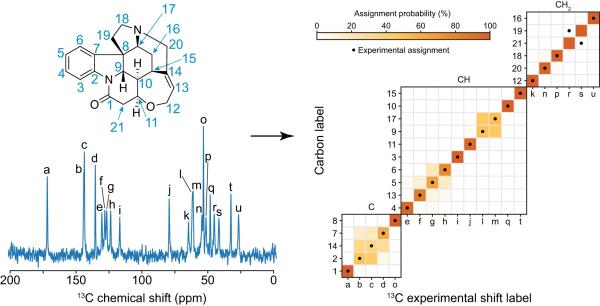 18
N
17
19
16
20
6
7
8
15
5
9
14
4
3
2
N
H
H
10
13
H
O
1
O
12
H
21
11
o
c
p
b
d
l
m
q
a
f
g
j
n
r
t
e
h
k
s
u
i
200
150
100
50
0
13C chemical shift (ppm)
Assignment probability (%)
0
20
40
60
80
100
• Experimental assignment
CH2
16
19
21
18
20
12
k
n
p
r
s
u
CH
15
10
17
9
11
3
6
5
13
4
e
f
g
h
i
j
l
m
q
t
C
8
7
14
2
1
a
b
c
d
o
Carbon label
13C experimental shift label